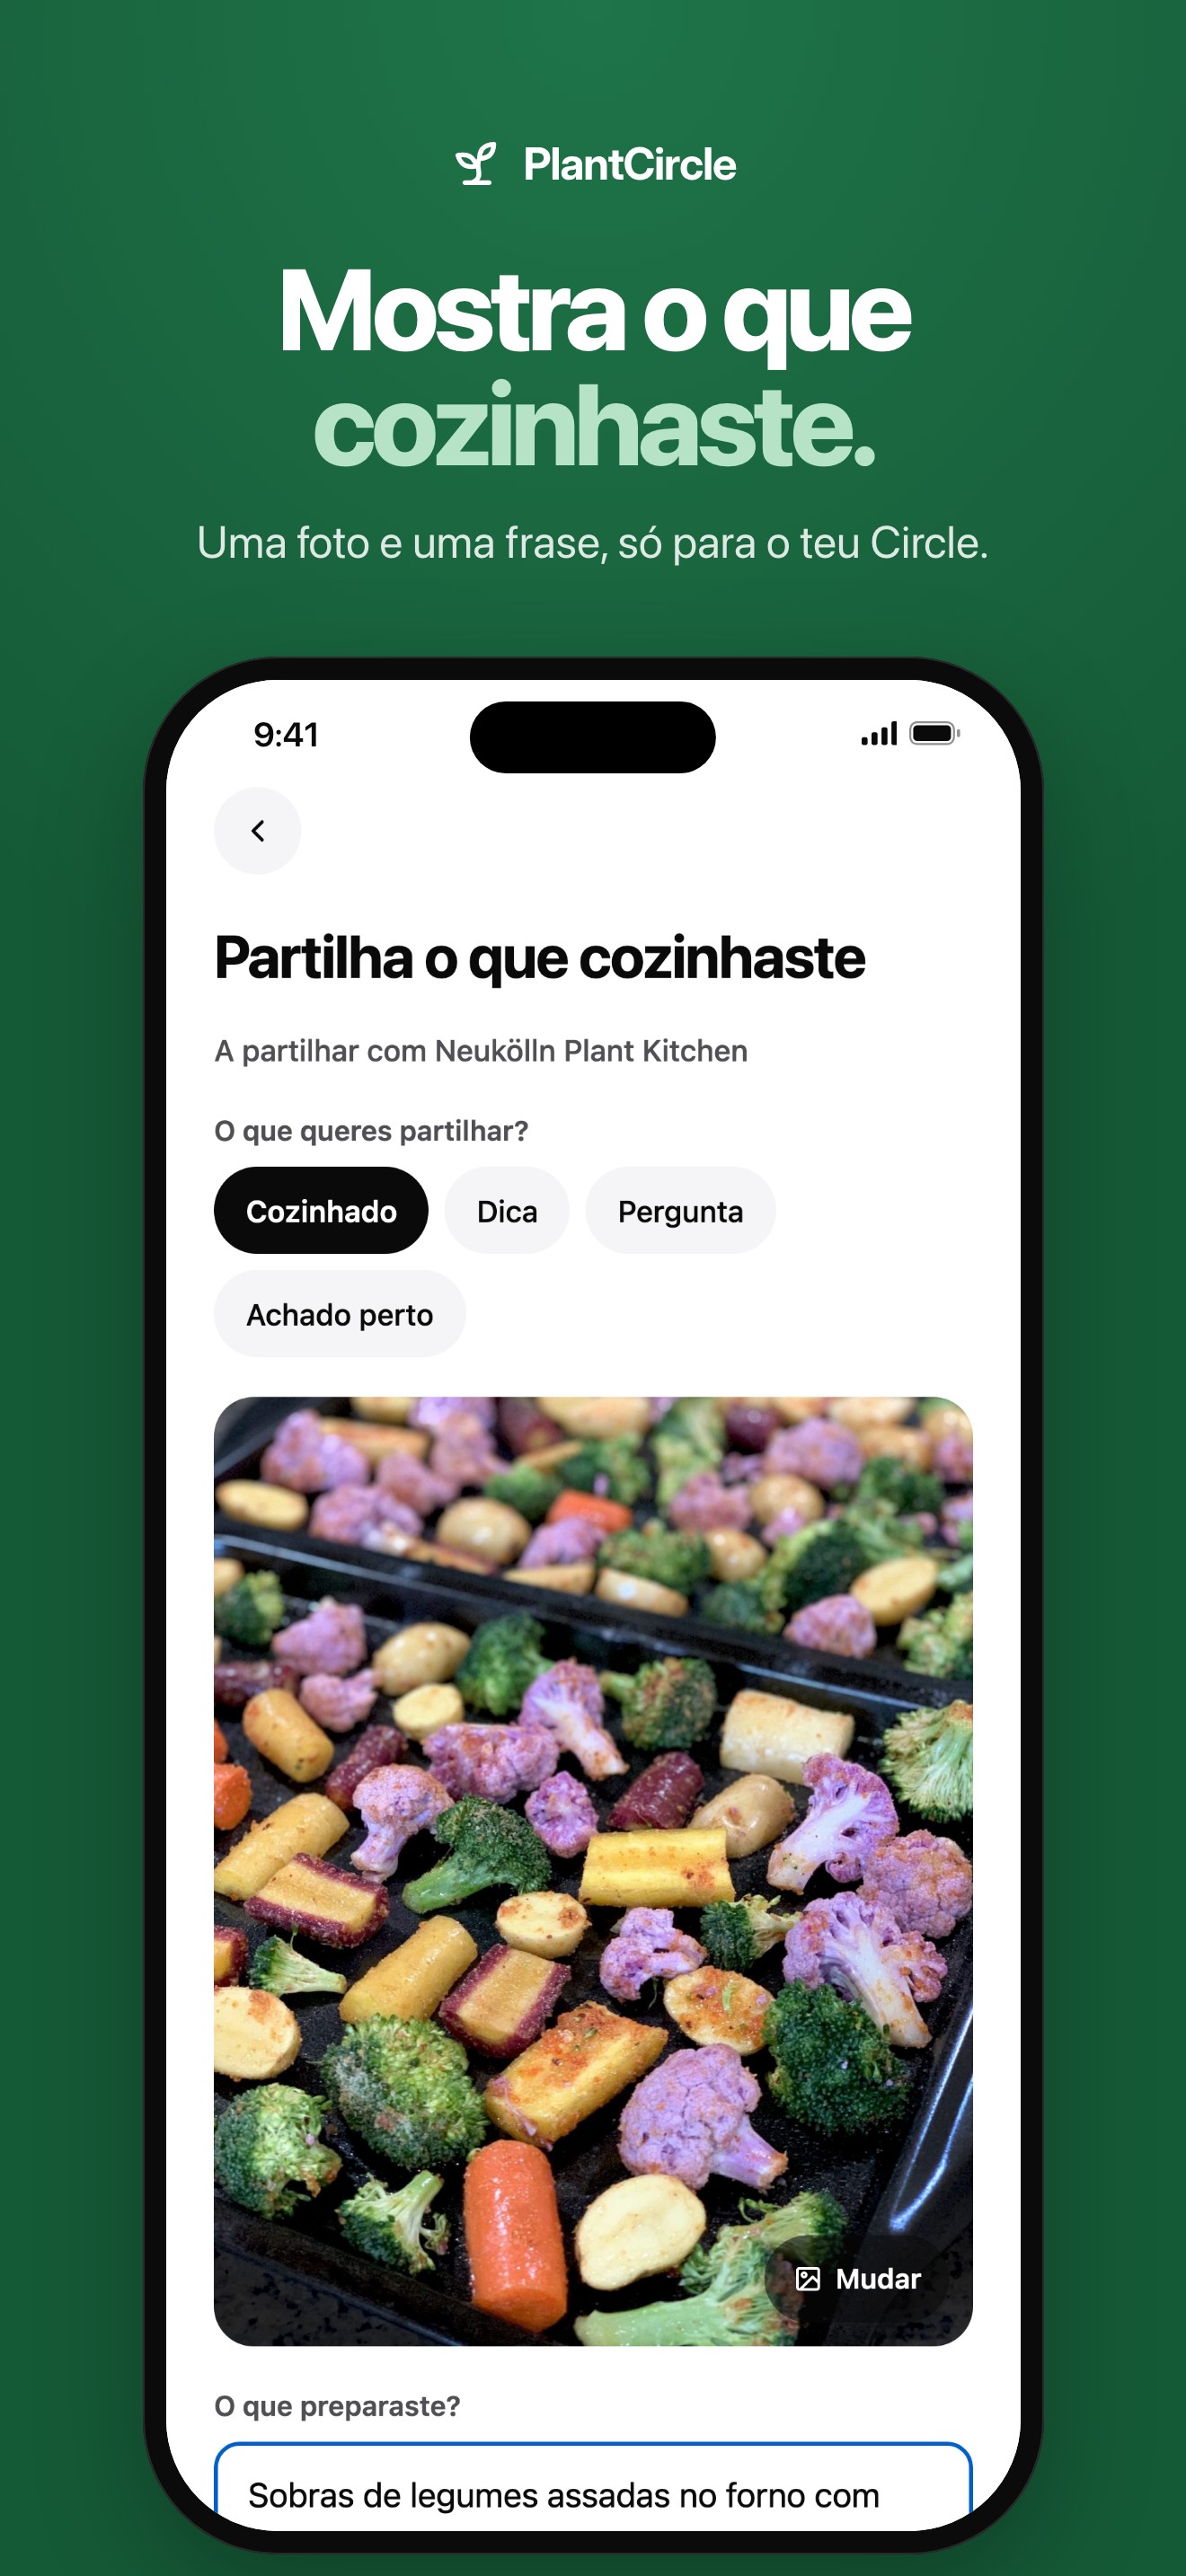 PlantCircle
Mostra o que
cozinhaste.
Uma foto e uma frase, só para o teu Circle.
9:41
Partilha o que cozinhaste
A partilhar com Neukölln Plant Kitchen
O que queres partilhar?
Cozinhado Dica Pergunta
Achado perto
Mudar
O que preparaste?
Sobras de legumes assadas no forno com